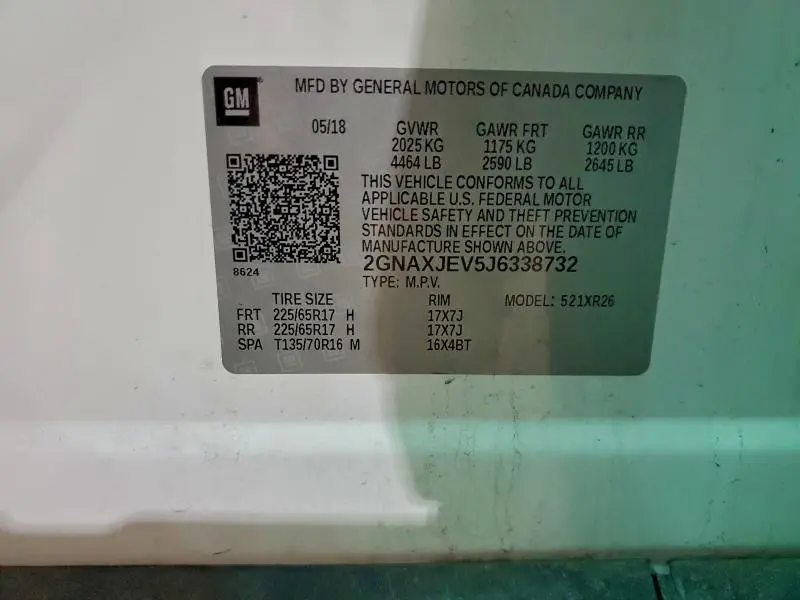 GM
MFD BY GENERAL MOTORS OF CANADA COMPANY
05/18 GVWR GAWR FRT GAWR RR
2025 KG 1175 KG 1200 KG
4464 LB 2590 LB 2645 LB
THIS VEHICLE CONFORMS TO ALL
APPLICABLE U.S. FEDERAL MOTOR
VEHICLE SAFETY AND THEFT PREVENTION
STANDARDS IN EFFECT ON THE DATE OF
MANUFACTURE SHOWN ABOVE.
8624
2GNAXJEV5J6338732
TYPE: M.P.V.
TIRE SIZE RIM MODEL: 521XR26
FRT 225/65R17 H 17X7J
RR 225/65R17 H 17X7J
SPA T135/70R16 M 16X4BT